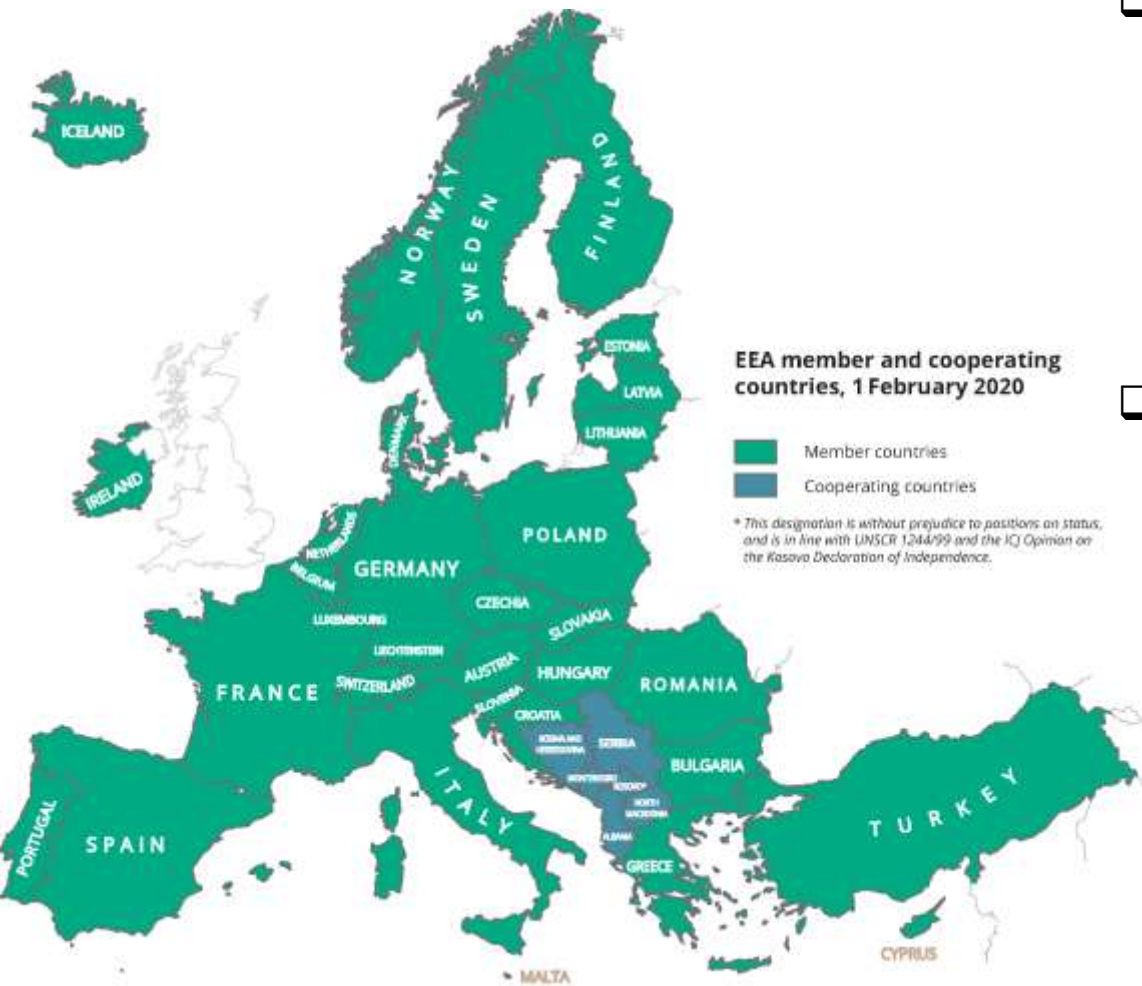 ICELAND
NORWAY
SWEDEN
FINLAND
ESTONIA
LATVIA
LITHUANIA
DENMARK
IRELAND
NETHERLANDS
BELGIUM
GERMANY
POLAND
LUXEMBOURG
CZECHIA
SLOVAKIA
LIECHTENSTEIN
AUSTRIA
HUNGARY
SWITZERLAND
FRANCE
SLOVENIA
ROMANIA
CROATIA
BOSNIA AND
HERZEGOVINA
SERBIA
BULGARIA
MONTENEGRO
KOSOVO*
NORTH
MACEDONIA
ALBANIA
ITALY
PORTUGAL
SPAIN
GREECE
TURKEY
CYPRUS
MALTA
EEA member and cooperating
countries, 1 February 2020
Member countries
Cooperating countries
* This designation is without prejudice to positions on status,
and is in line with UNSCR 1244/99 and the ICJ Opinion on
the Kosovo Declaration of Independence.